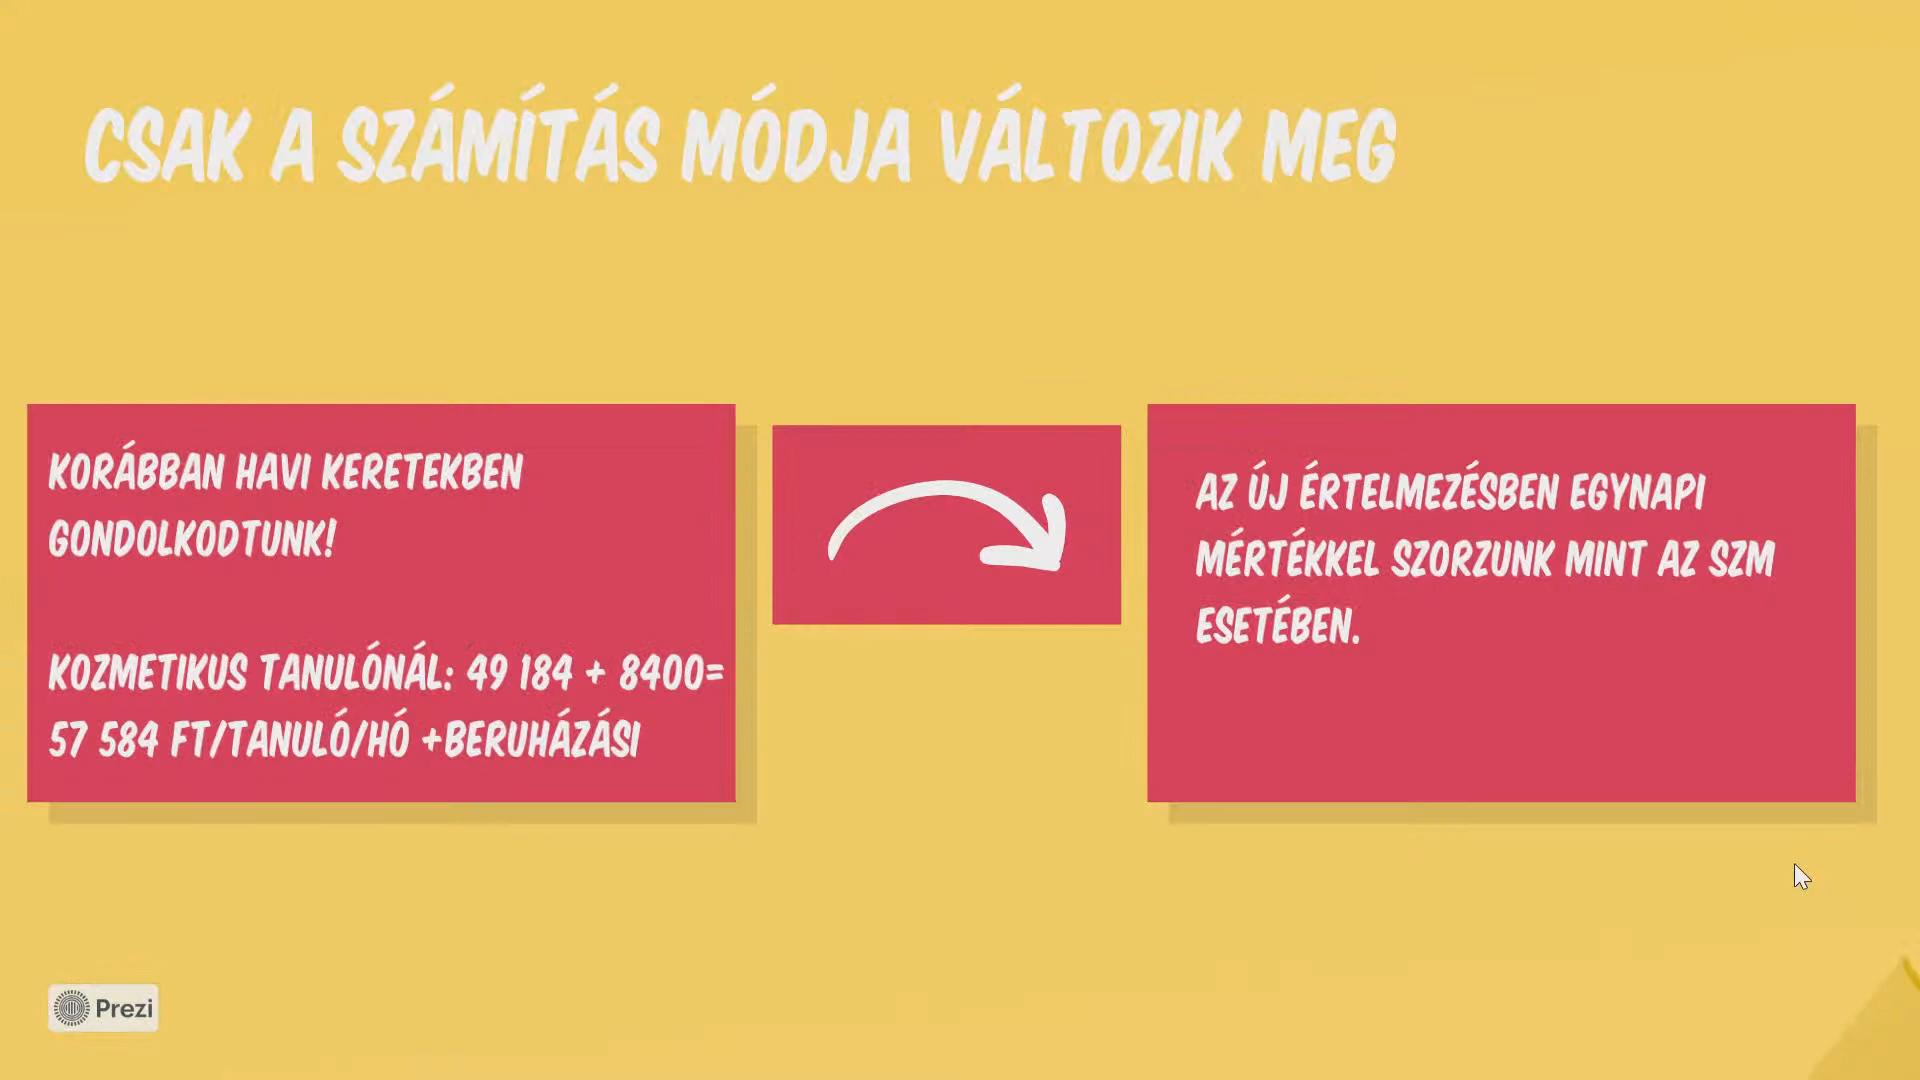 CSAK A SZÁMÍTÁS MÓDJA VÁLTOZIK MEG
KORÁBBAN HAVI KERETEKBEN
GONDOLKODTUNK!
KOZMETIKUS TANULÓNÁL: 49 184 + 8400=
57 584 FT/TANULÓ/HÓ +BERUHÁZÁSI
AZ ÚJ ÉRTELMEZÉSBEN EGYNAPI
MÉRTÉKKEL SZORZUNK MINT AZ SZM
ESETÉBEN.
Prezi